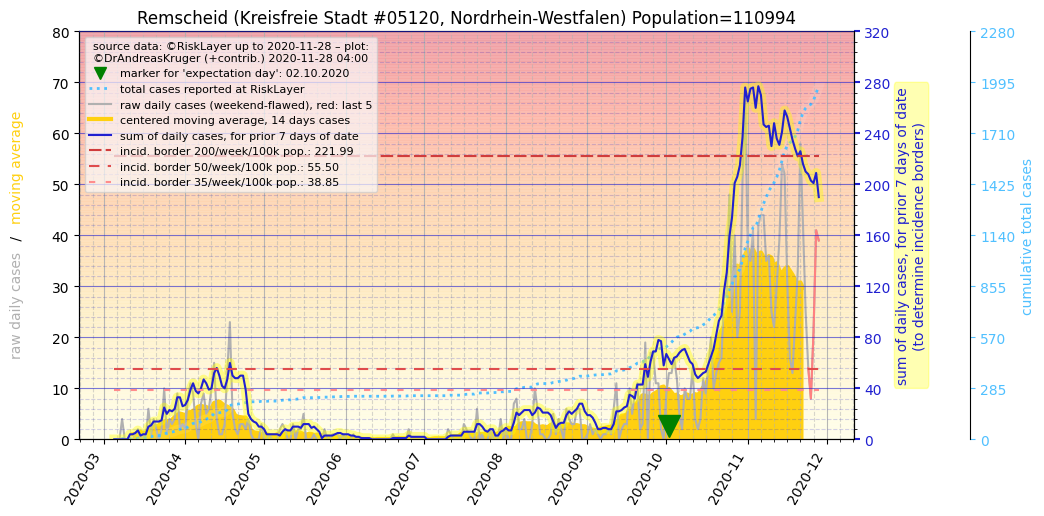 Remscheid (Kreisfreie Stadt #05120, Nordrhein-Westfalen) Population=110994
source data: ©RiskLayer up to 2020-11-28 – plot:
©DrAndreasKruger (+contrib.) 2020-11-28 04:00
marker for 'expectation day': 02.10.2020
total cases reported at RiskLayer
raw daily cases (weekend-flawed), red: last 5
centered moving average, 14 days cases
sum of daily cases, for prior 7 days of date
incid. border 200/week/100k pop.: 221.99
incid. border 50/week/100k pop.: 55.50
incid. border 35/week/100k pop.: 38.85
raw daily cases / moving average
80
70
60
50
40
30
20
10
0
2020-03
2020-04
2020-05
2020-06
2020-07
2020-08
2020-09
2020-10
2020-11
2020-12
320
280
240
200
160
120
80
40
0
sum of daily cases, for prior 7 days of date
(to determine incidence borders)
2280
1995
1710
1425
1140
855
570
285
0
cumulative total cases